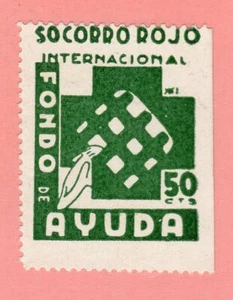 SOCORRO ROJO
INTERNACIONAL
FONDO
DE
AYUDA
50
CTS